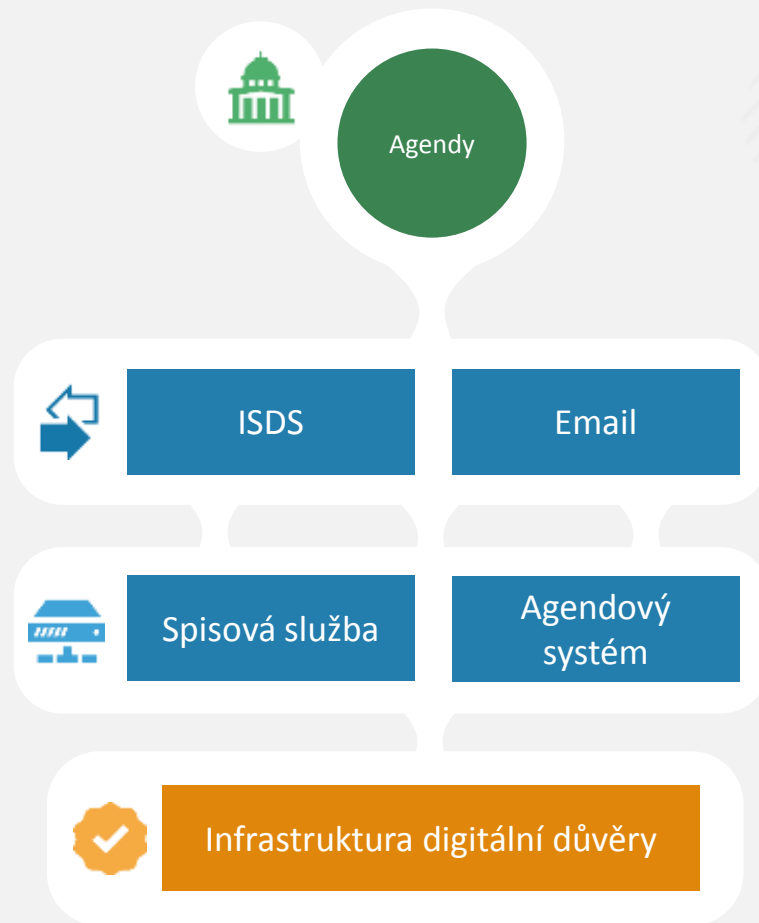 Agendy
ISDS
Email
Spisová služba
Agendový
systém
Infrastruktura digitální důvěry